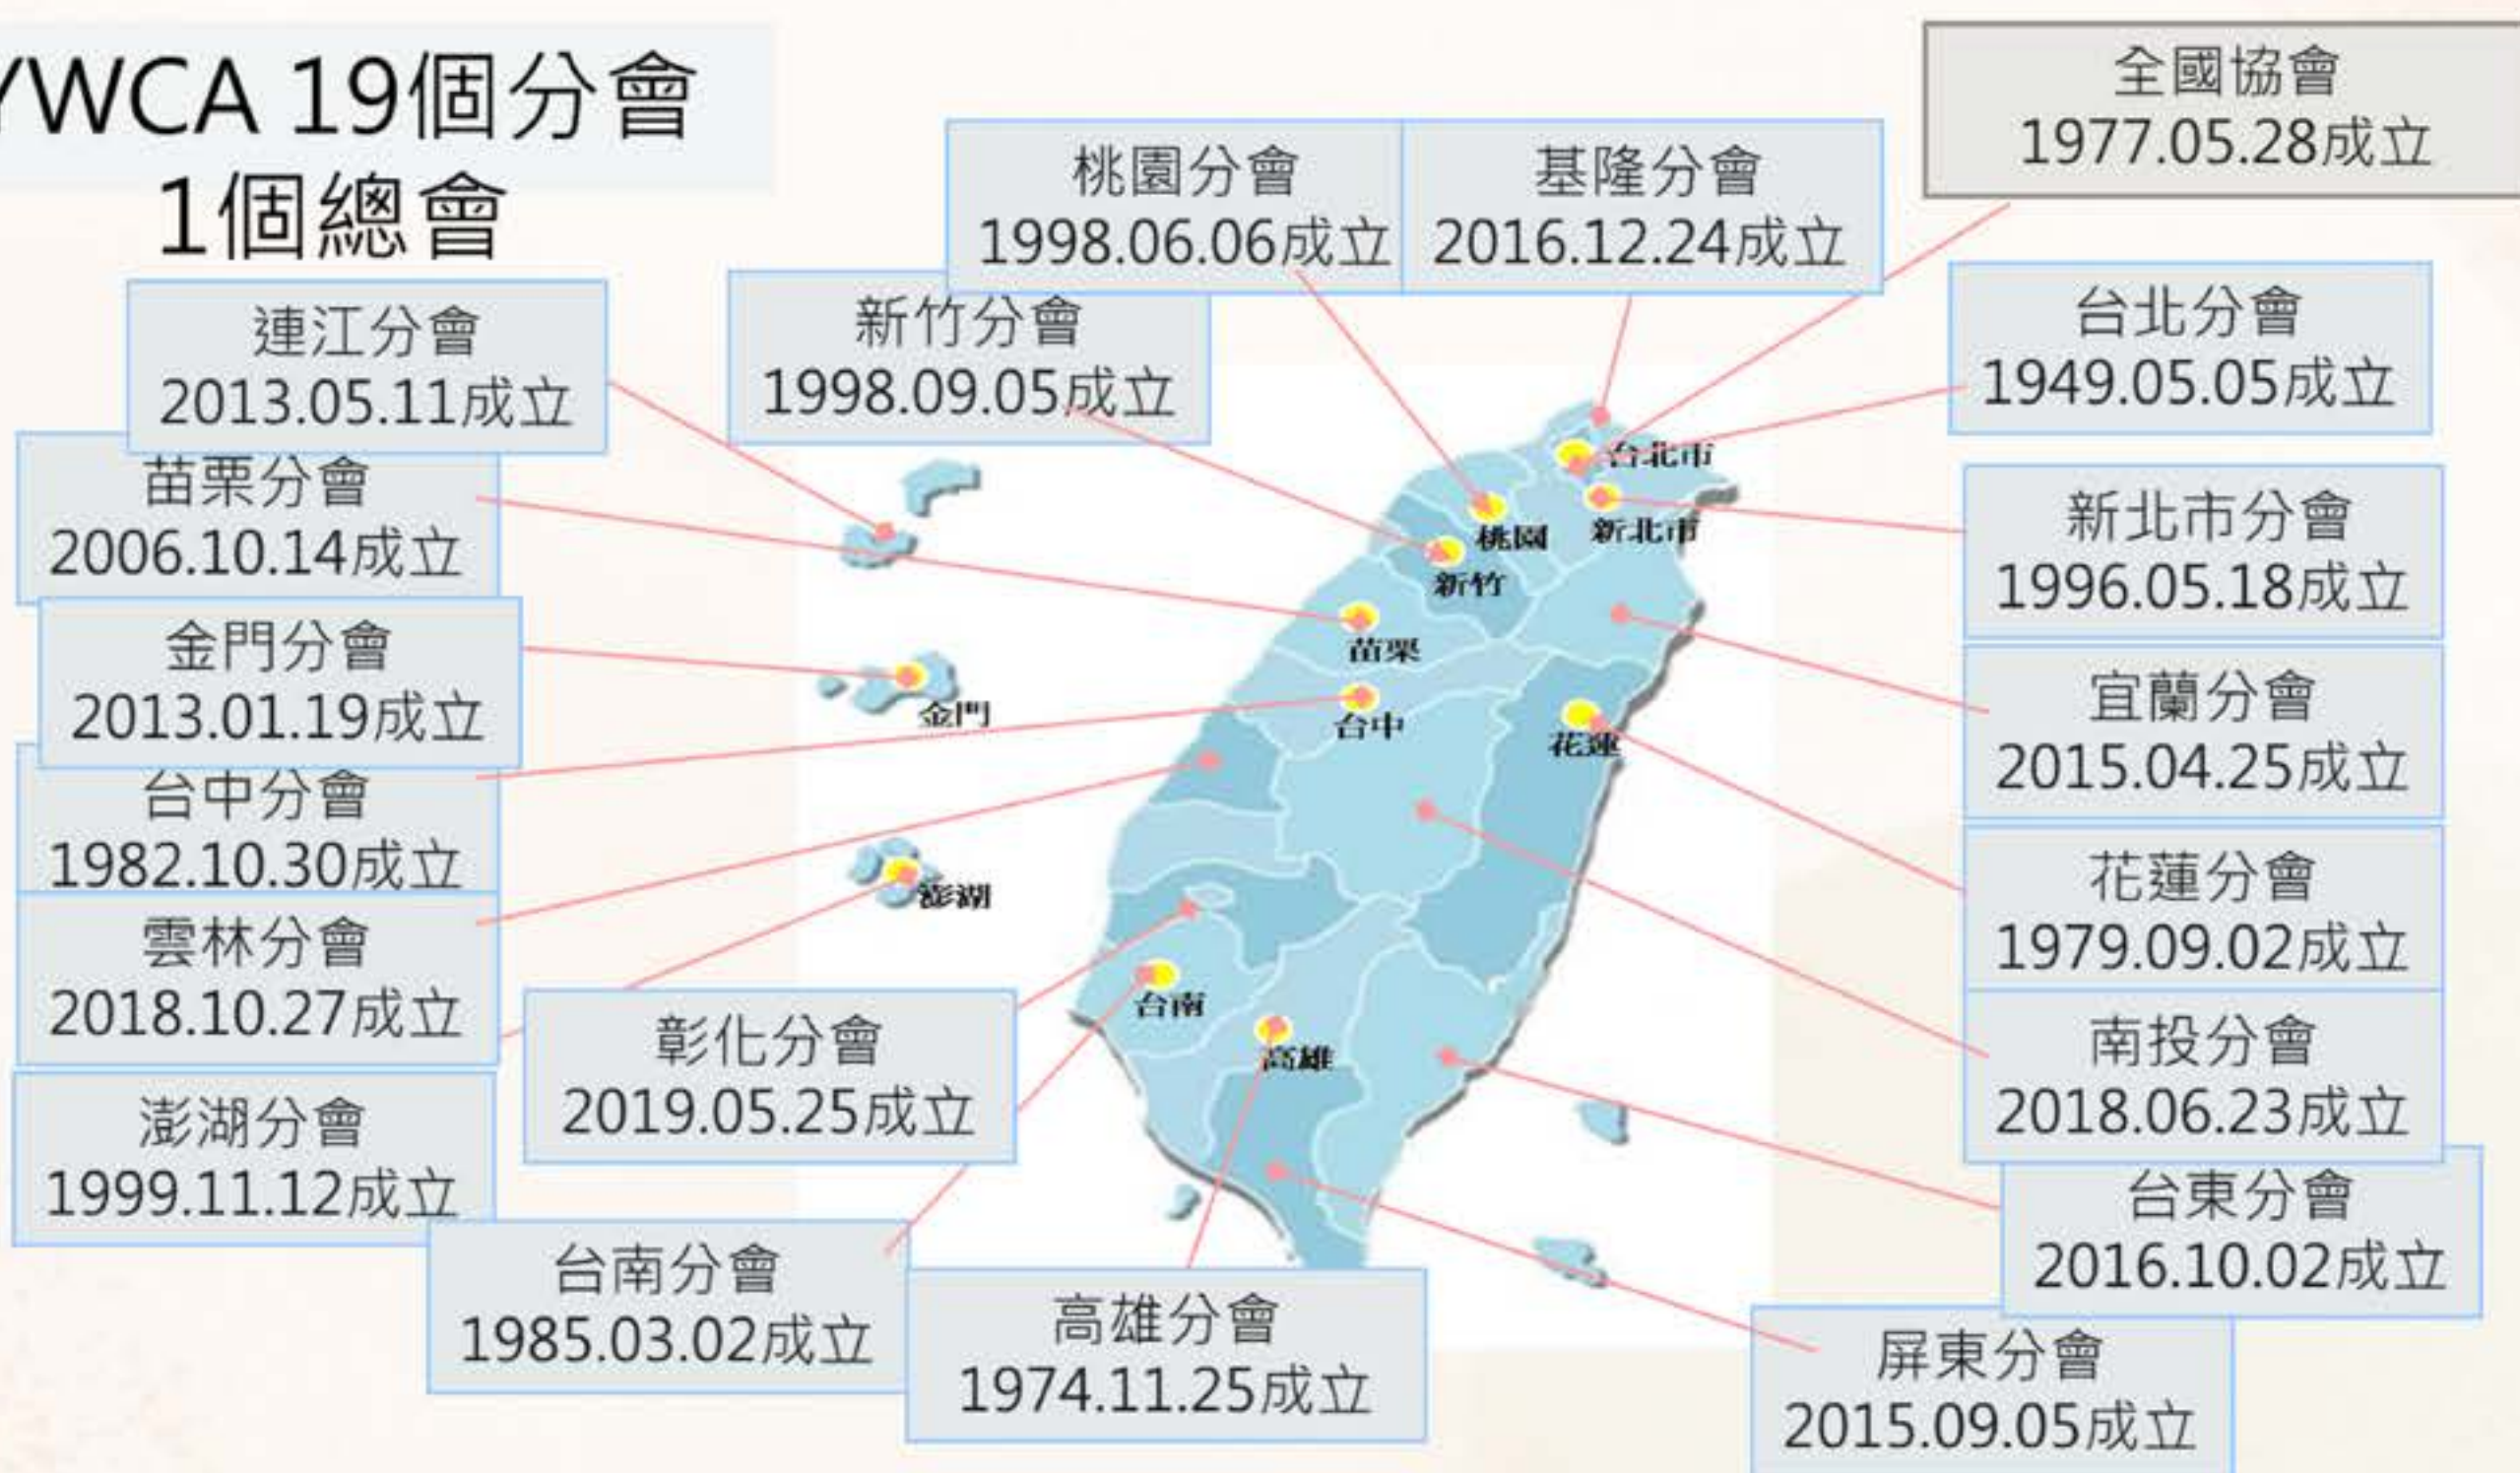 YWCA 19個分會
1個總會
全國協會
1977.05.28成立
桃園分會
1998.06.06成立
基隆分會
2016.12.24成立
連江分會
2013.05.11成立
新竹分會
1998.09.05成立
台北分會
1949.05.05成立
苗栗分會
2006.10.14成立
新北市分會
1996.05.18成立
金門分會
2013.01.19成立
宜蘭分會
2015.04.25成立
台中分會
1982.10.30成立
花蓮分會
1979.09.02成立
雲林分會
2018.10.27成立
彰化分會
2019.05.25成立
南投分會
2018.06.23成立
澎湖分會
1999.11.12成立
台東分會
2016.10.02成立
台南分會
1985.03.02成立
高雄分會
1974.11.25成立
屏東分會
2015.09.05成立
台北市
新北市
桃園
新竹
苗栗
台中
花蓮
金門
澎湖
台南
高雄